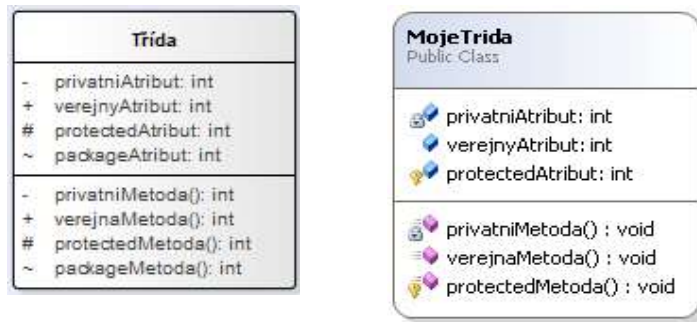 Třída
- privatniAtribut: int
+ verejnyAtribut: int
# protectedAtribut: int
~ packageAtribut: int
- privatniMetoda(): int
+ verejnaMetoda(): int
# protectedMetoda(): int
~ packageMetoda(): int
MojeTrida
Public Class
privatniAtribut: int
verejnyAtribut: int
protectedAtribut: int
privatniMetoda() : void
verejnaMetoda() : void
protectedMetoda() : void